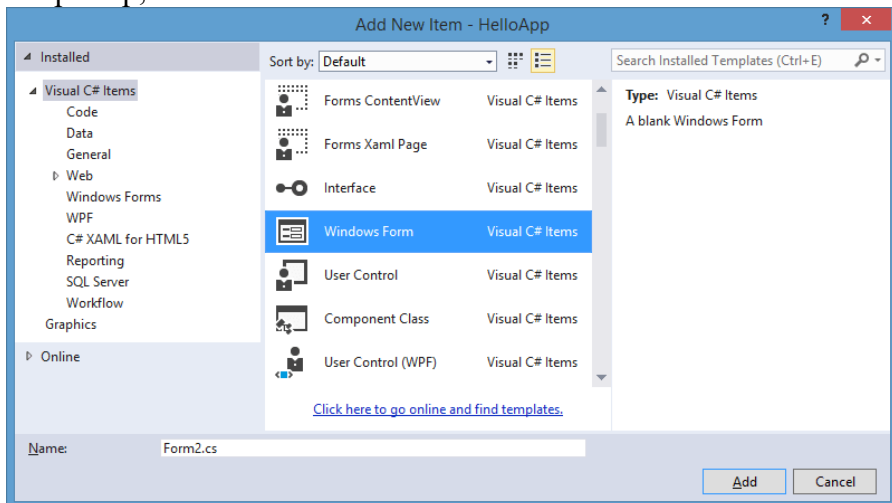 Add New Item - HelloApp
?
×
Installed
Sort by: Default
Search Installed Templates (Ctrl+E)
Visual C# Items
Code
Data
General
Web
Windows Forms
WPF
C# XAML for HTML5
Reporting
SQL Server
Workflow
Graphics
Online
Forms ContentView Visual C# Items
Forms Xaml Page Visual C# Items
Interface Visual C# Items
Windows Form Visual C# Items
User Control Visual C# Items
Component Class Visual C# Items
User Control (WPF) Visual C# Items
Click here to go online and find templates.
Type: Visual C# Items
A blank Windows Form
Name: Form2.cs
Add Cancel